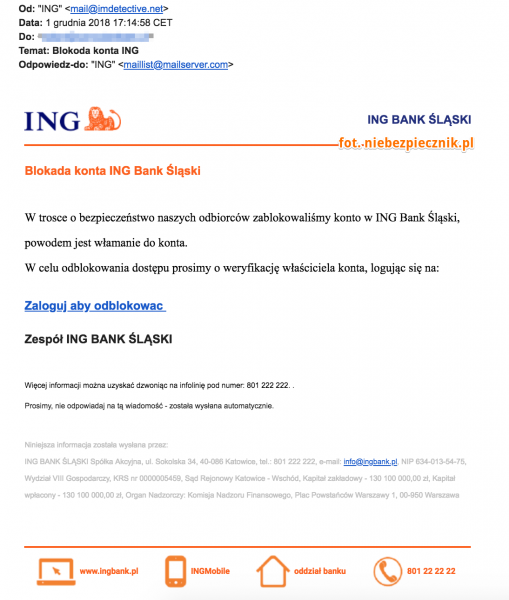 Od: "ING" <mail@imdetective.net>
Data: 1 grudnia 2018 17:14:58 CET
Do:
Temat: Blokoda konta ING
Odpowiedz-do: "ING" <maillist@mailserver.com>
ING
ING BANK ŚLĄSKI
fot. niebezpiecznik.pl
Blokada konta ING Bank Śląski
W trosce o bezpieczeństwo naszych odbiorców zablokowaliśmy konto w ING Bank Śląski,
powodem jest włamanie do konta.
W celu odblokowania dostępu prosimy o weryfikację właściciela konta, logując się na:
Zaloguj aby odblokowac
Zespół ING BANK ŚLĄSKI
Więcej informacji można uzyskać dzwoniąc na infolinię pod numer: 801 222 222. .
Prosimy, nie odpowiadaj na tą wiadomość - została wysłana automatycznie.
Niniejsza informacja została wysłana przez:
ING BANK ŚLĄSKI Spółka Akcyjna, ul. Sokolska 34, 40-086 Katowice, tel.: 801 222 222, e-mail: info@ingbank.pl, NIP 634-013-54-75,
Wydział VIII Gospodarczy, KRS nr 0000005459, Sąd Rejonowy Katowice - Wschód, Kapitał zakładowy - 130 100 000,00 zł, Kapitał
wpłacony - 130 100 000,00 zł, Organ Nadzorczy: Komisja Nadzoru Finansowego, Plac Powstańców Warszawy 1, 00-950 Warszawa
www.ingbank.pl
INGMobile
oddział banku
801 22 22 22